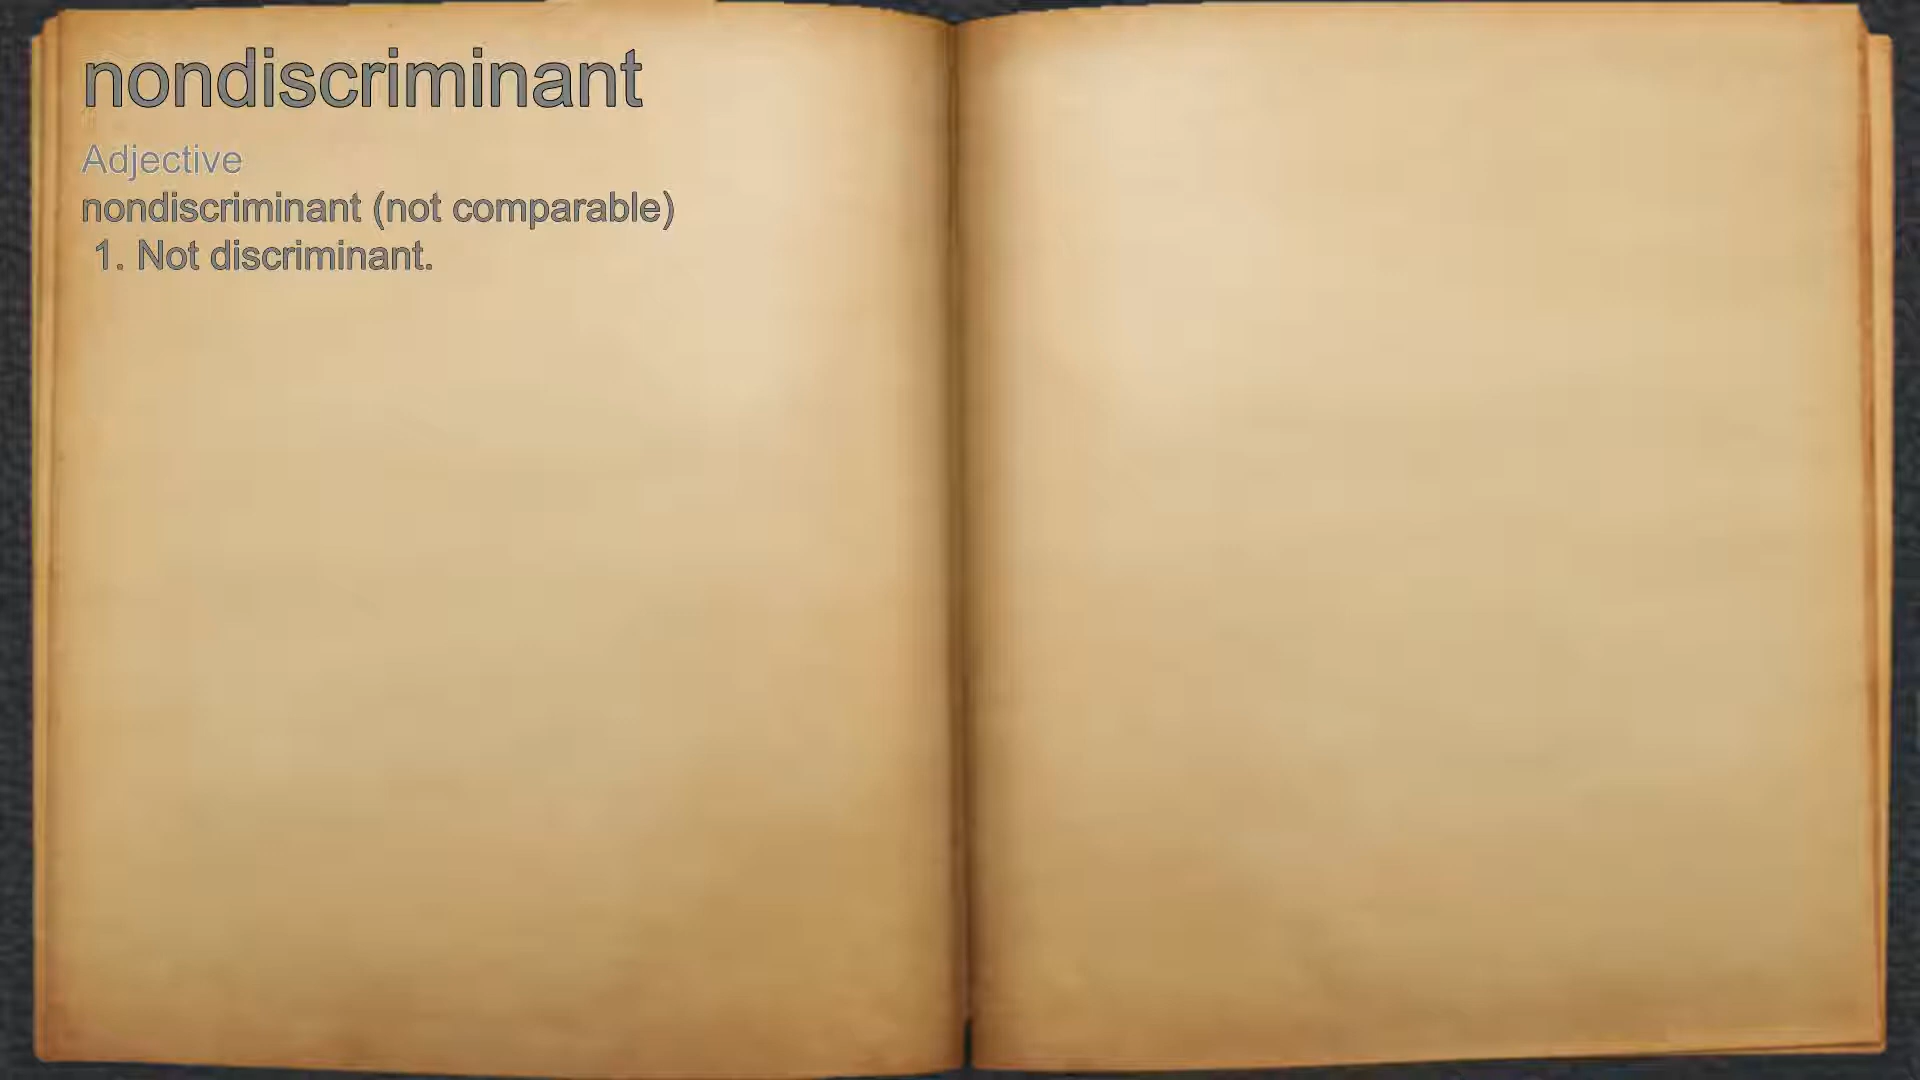 nondiscriminant
Adjective
nondiscriminant (not comparable)
1. Not discriminant.